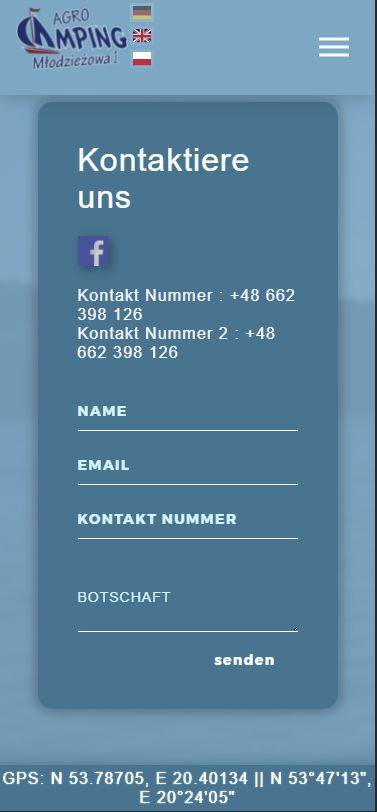 AGRO
CAMPING
Młodzieżowa 1
Kontaktiere
uns
f
Kontakt Nummer : +48 662
398 126
Kontakt Nummer 2 : +48
662 398 126
NAME
EMAIL
KONTAKT NUMMER
BOTSCHAFT
senden
GPS: N 53.78705, E 20.40134 || N 53°47'13",
E 20°24'05"